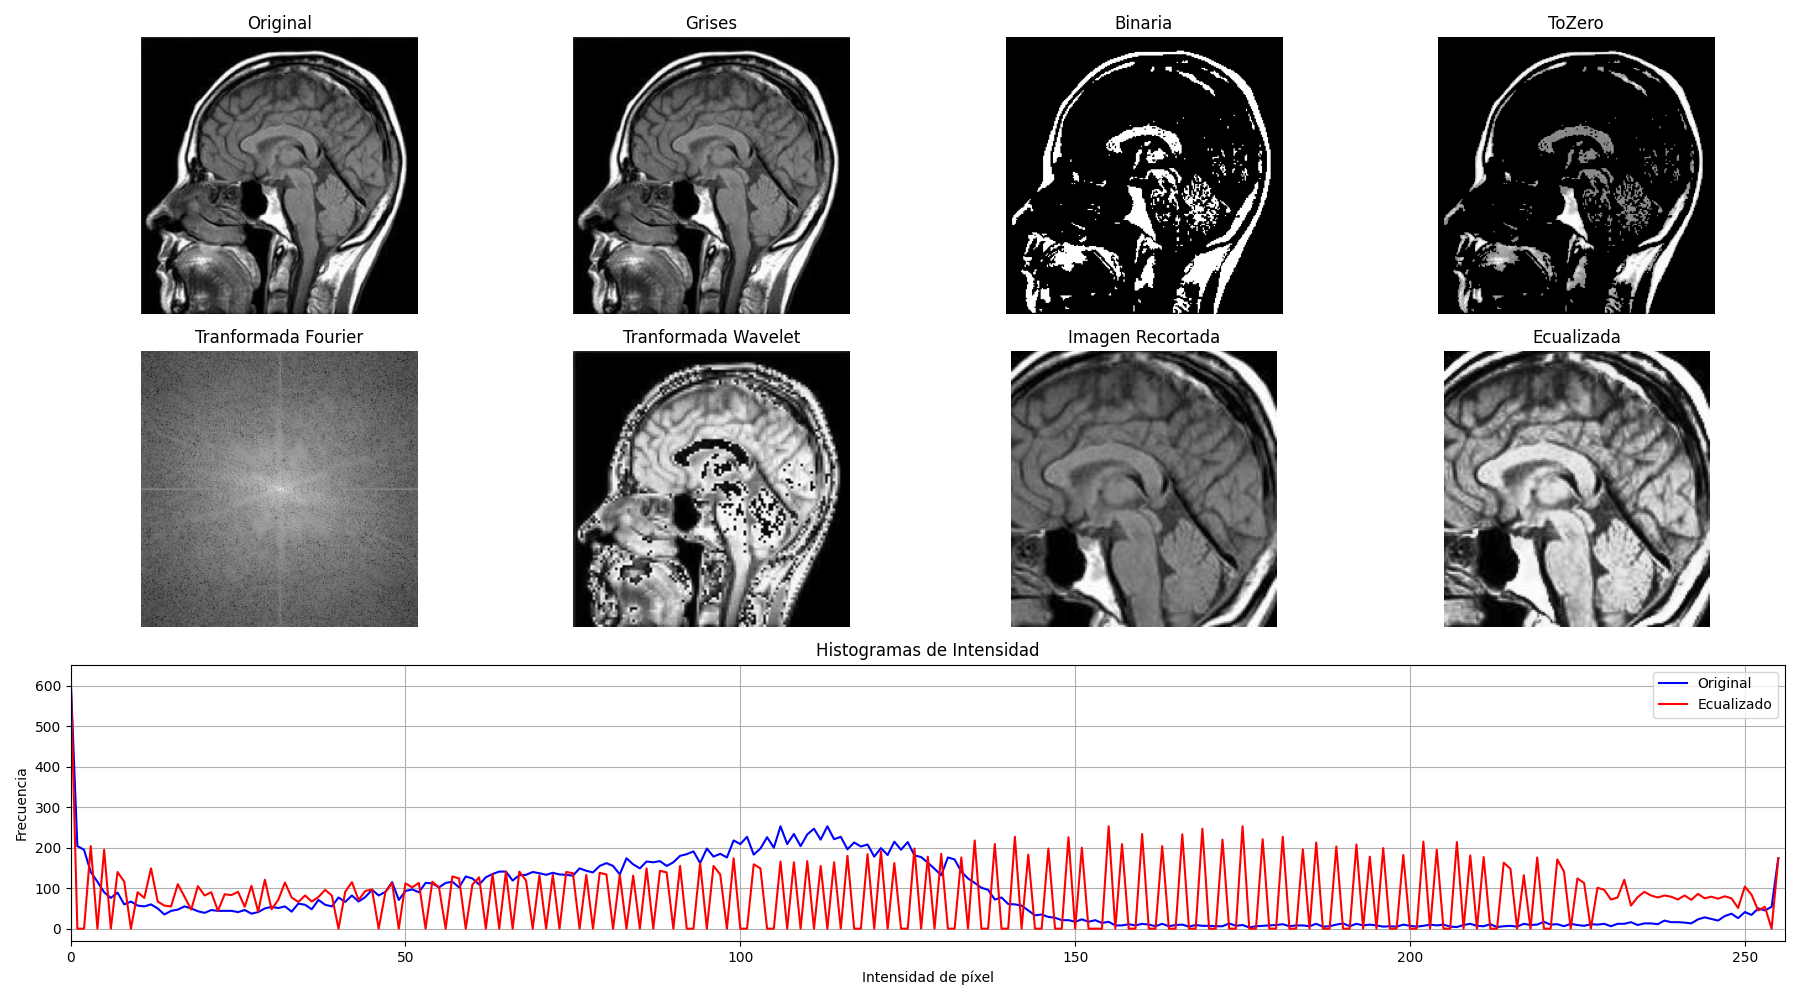 Original
Grises
Binaria
ToZero
Tranformada Fourier
Tranformada Wavelet
Imagen Recortada
Ecualizada
Histogramas de Intensidad
600
500
400
300
200
100
0
Frecuencia
Original
Ecualizado
0
50
100
150
200
250
Intensidad de píxel